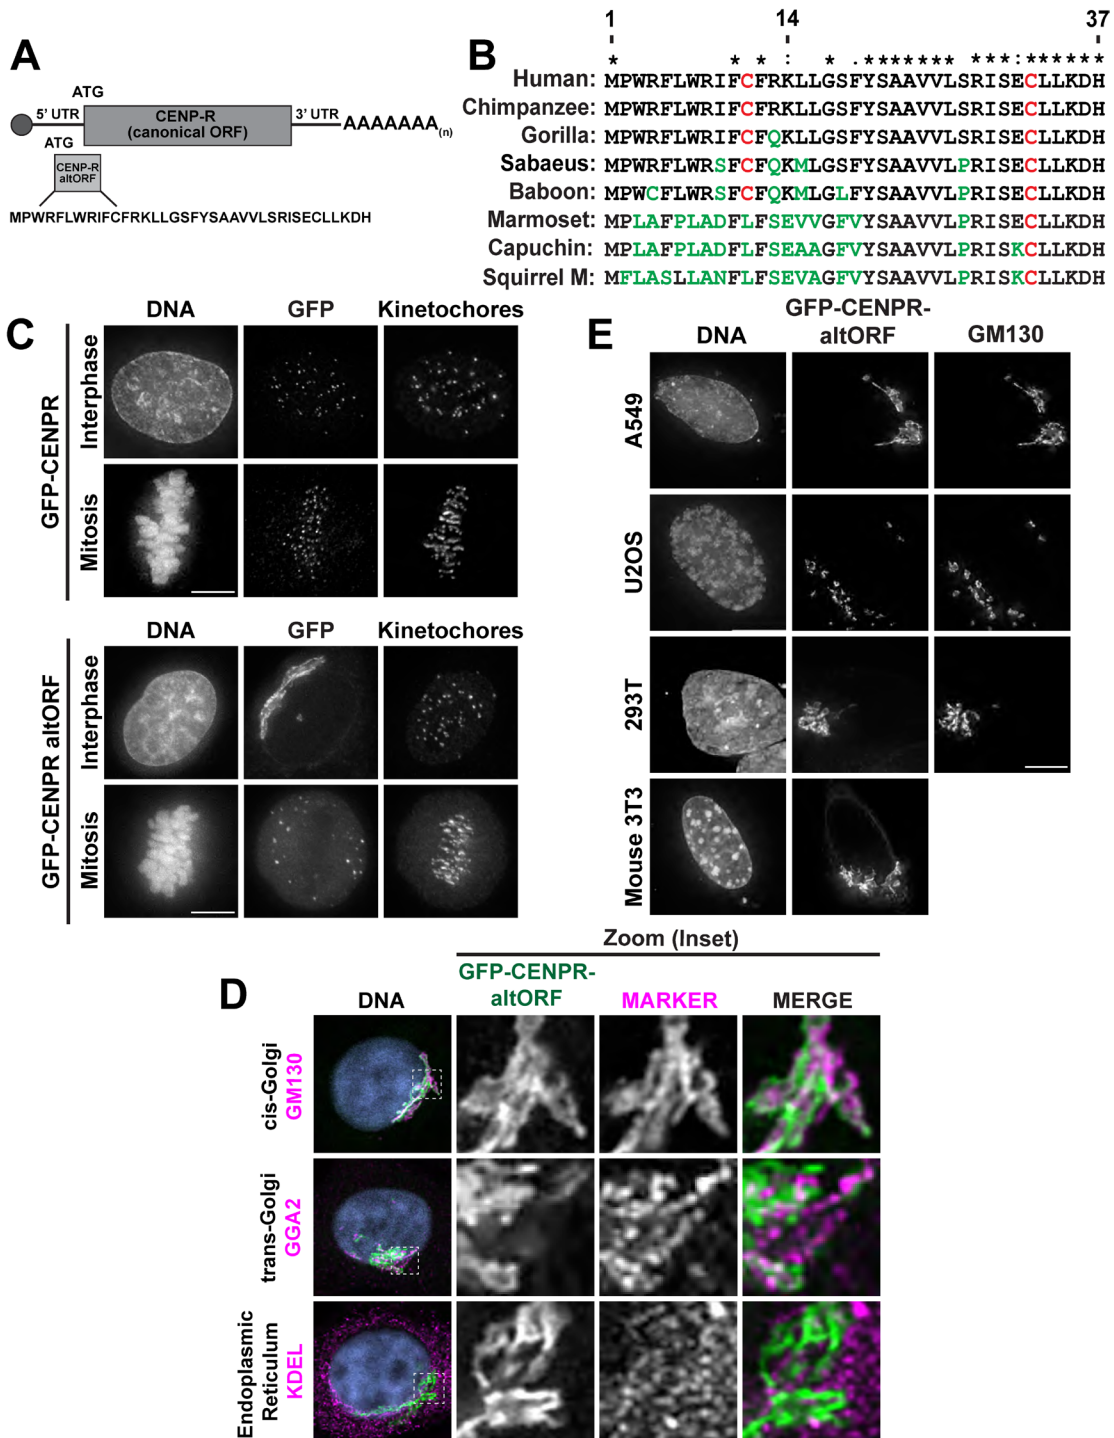 A
ATG
5' UTR
CENP-R
(canonical ORF)
3' UTR
AAAAAAA(n)
ATG
CENP-R
altORF
MPWRFLWRIFCFRKLLGSFYSAAVVLSRISECLLKDH
B
1 14 37
* * * : * . * * * * * * * * * * : * * * * * *
Human: MPWRFLWRIFCFRKLLGSFYSAAVVLSRISECLLKDH
Chimpanzee: MPWRFLWRIFCFRKLLGSFYSAAVVLSRISECLLKDH
Gorilla: MPWRFLWRIFCFQKLLGSFYSAAVVLSRISECLLKDH
Sabaeus: MPWRFLWRSFCFQKMLGSFYSAAVVLPRISECLLKDH
Baboon: MPWCFLWRSFCFQKMLGLFYSAAVVLPRISECLLKDH
Marmoset: MPLAFPLADFLFSEVVGFVYSAAVVLPRISECLLKDH
Capuchin: MPLAFPLADFLFSEAAGFVYSAAVVLPRISKCLLKDH
Squirrel M: MFLASLLANFLFSEVAGFVYSAAVVLPRISKCLLKDH
C
DNA GFP Kinetochores
GFP-CENPR
Interphase
Mitosis
DNA GFP Kinetochores
GFP-CENPR altORF
Interphase
Mitosis
E
DNA
GFP-CENPR-
altORF
GM130
A549
U2OS
293T
Mouse 3T3
D
Zoom (Inset)
DNA
GFP-CENPR-
altORF
MARKER
MERGE
cis-Golgi
GM130
trans-Golgi
GGA2
Endoplasmic
Reticulum
KDEL